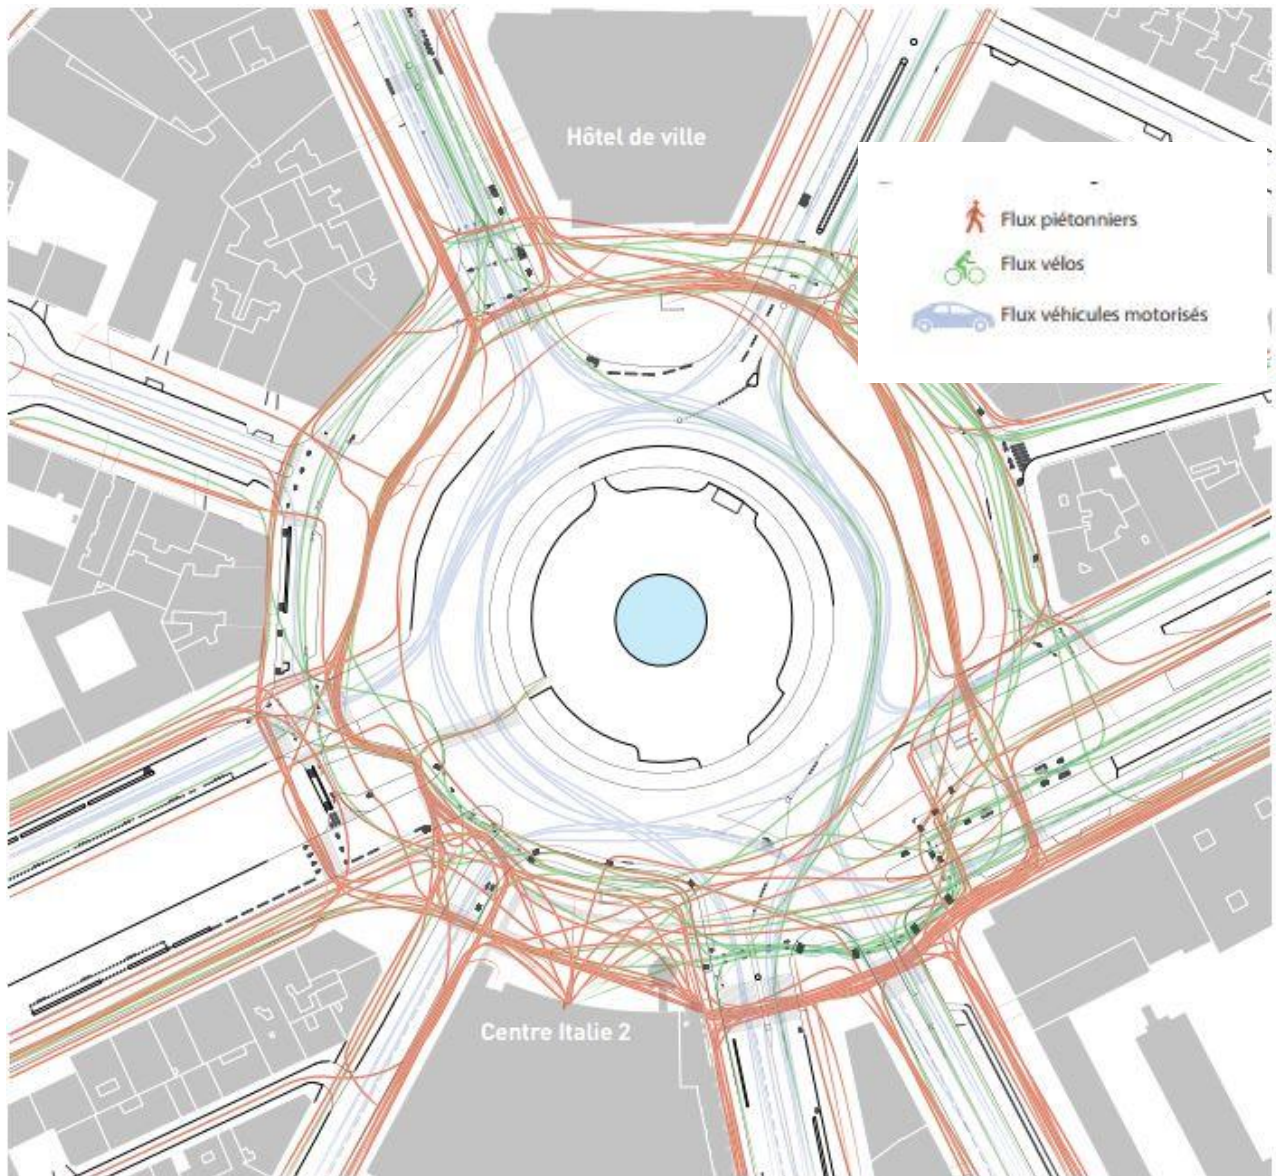 Hôtel de ville
Flux piétonniers
Flux vélos
Flux véhicules motorisés
Centre Italie 2